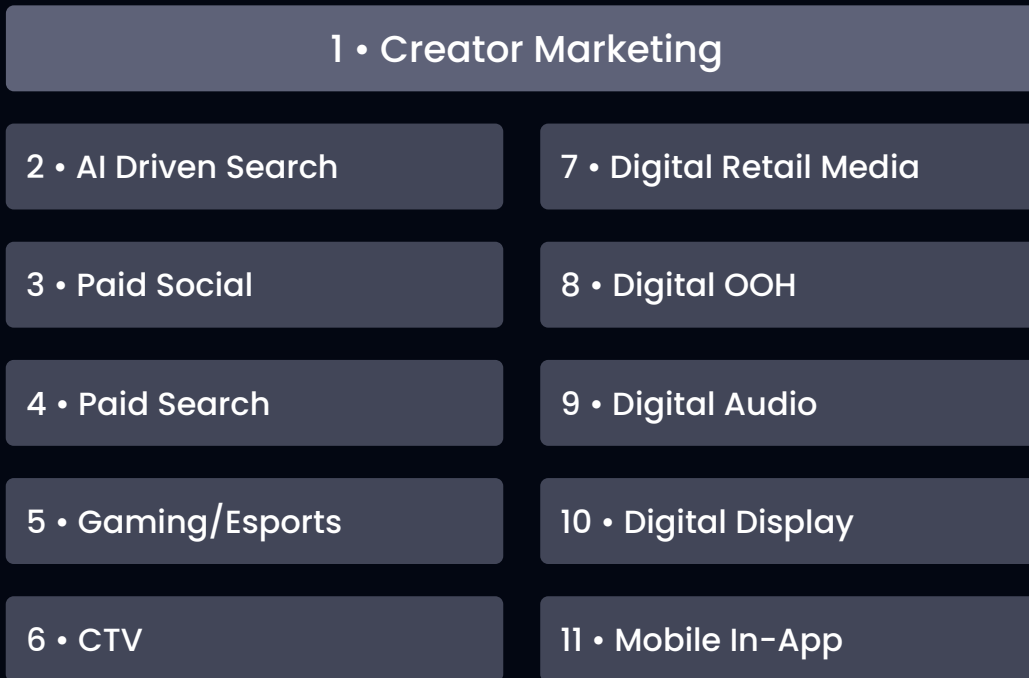 1 • Creator Marketing
2 • AI Driven Search
3 • Paid Social
4 • Paid Search
5 • Gaming/Esports
6 • CTV
7 • Digital Retail Media
8 • Digital OOH
9 • Digital Audio
10 • Digital Display
11 • Mobile In-App